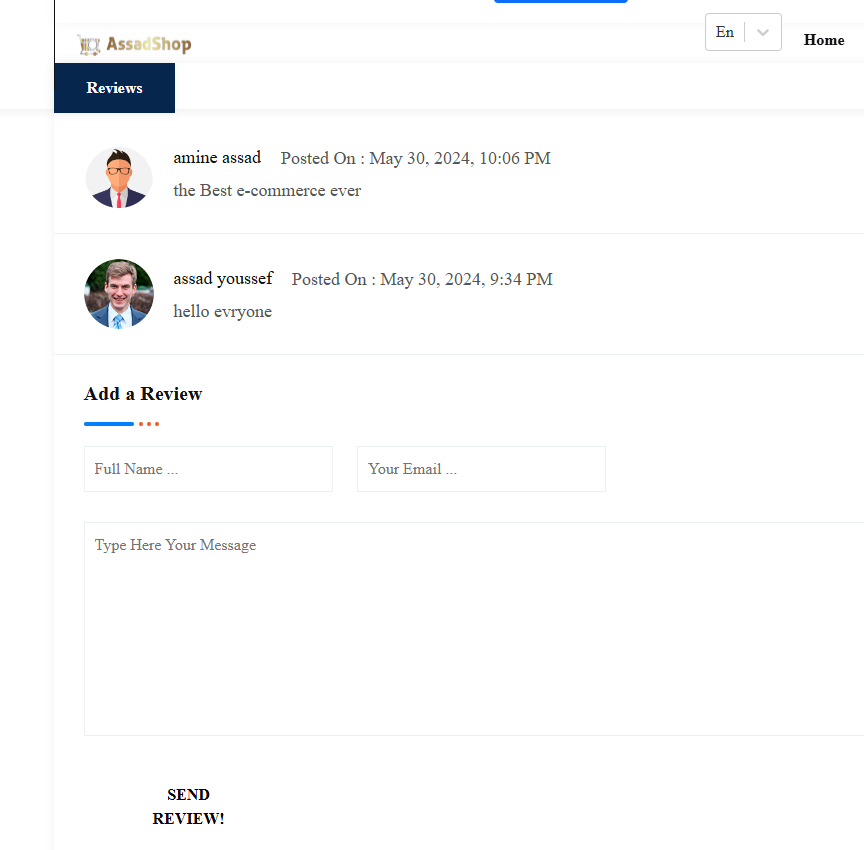 AssadShop
En
Home
Reviews
amine assad Posted On : May 30, 2024, 10:06 PM
the Best e-commerce ever
assad youssef Posted On : May 30, 2024, 9:34 PM
hello evryone
Add a Review
Full Name ...
Your Email ...
Type Here Your Message
SEND
REVIEW!